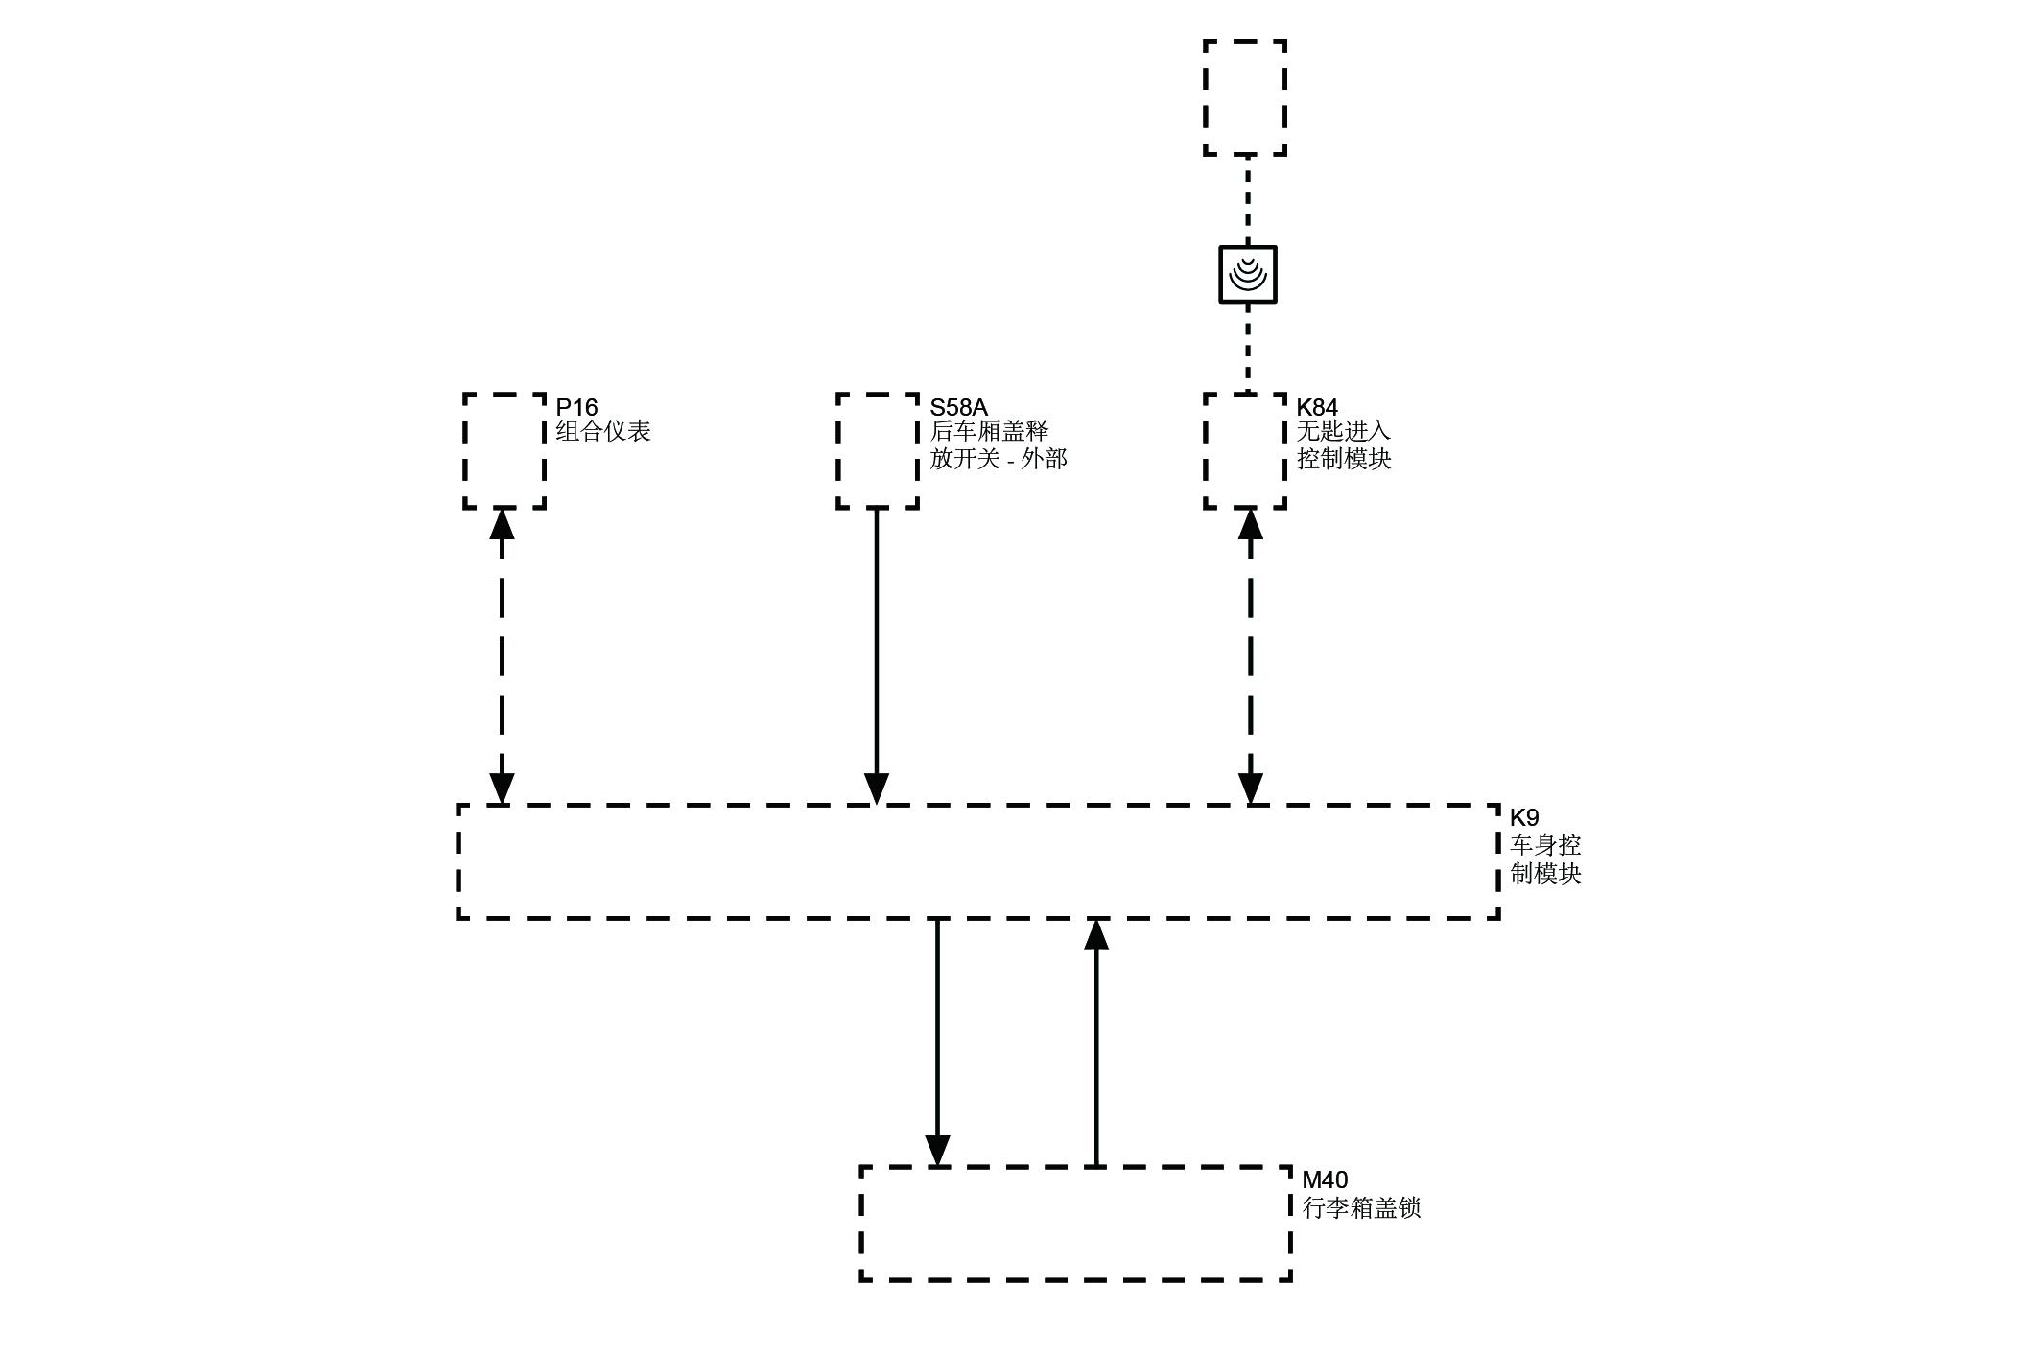 P16
组合仪表
S58A
后车厢盖释
放开关 - 外部
K84
无匙进入
控制模块
K9
车身控
制模块
M40
行李箱盖锁